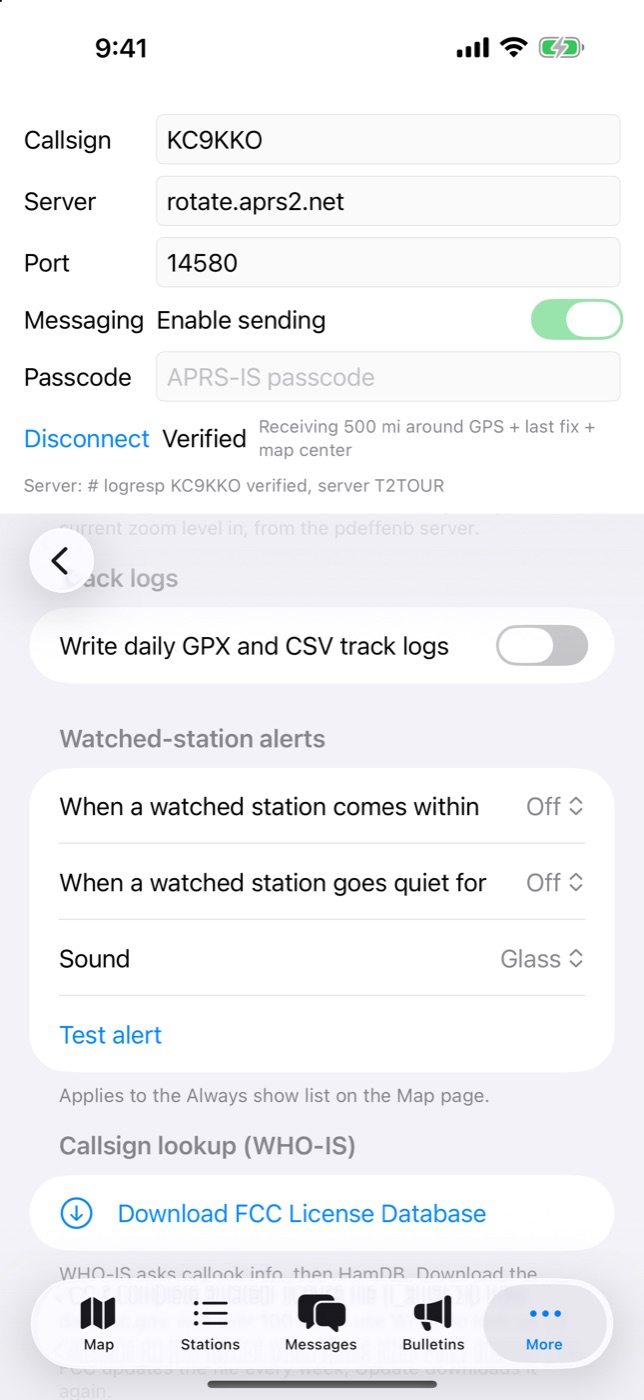 9:41
Callsign KC9KKO
Server rotate.aprs2.net
Port 14580
Messaging Enable sending
Passcode APRS-IS passcode
Disconnect Verified Receiving 500 mi around GPS + last fix +
map center
Server: # logresp KC9KKO verified, server T2TOUR
current zoom level in, from the pdeffenb server.
ack logs
Write daily GPX and CSV track logs
Watched-station alerts
When a watched station comes within Off
When a watched station goes quiet for Off
Sound Glass
Test alert
Applies to the Always show list on the Map page.
Callsign lookup (WHO-IS)
Download FCC License Database
WHO-IS asks callook.info, then HamDB. Download the
Map Stations Messages Bulletins More
FCC updates the file every week; Update downloads it
again.